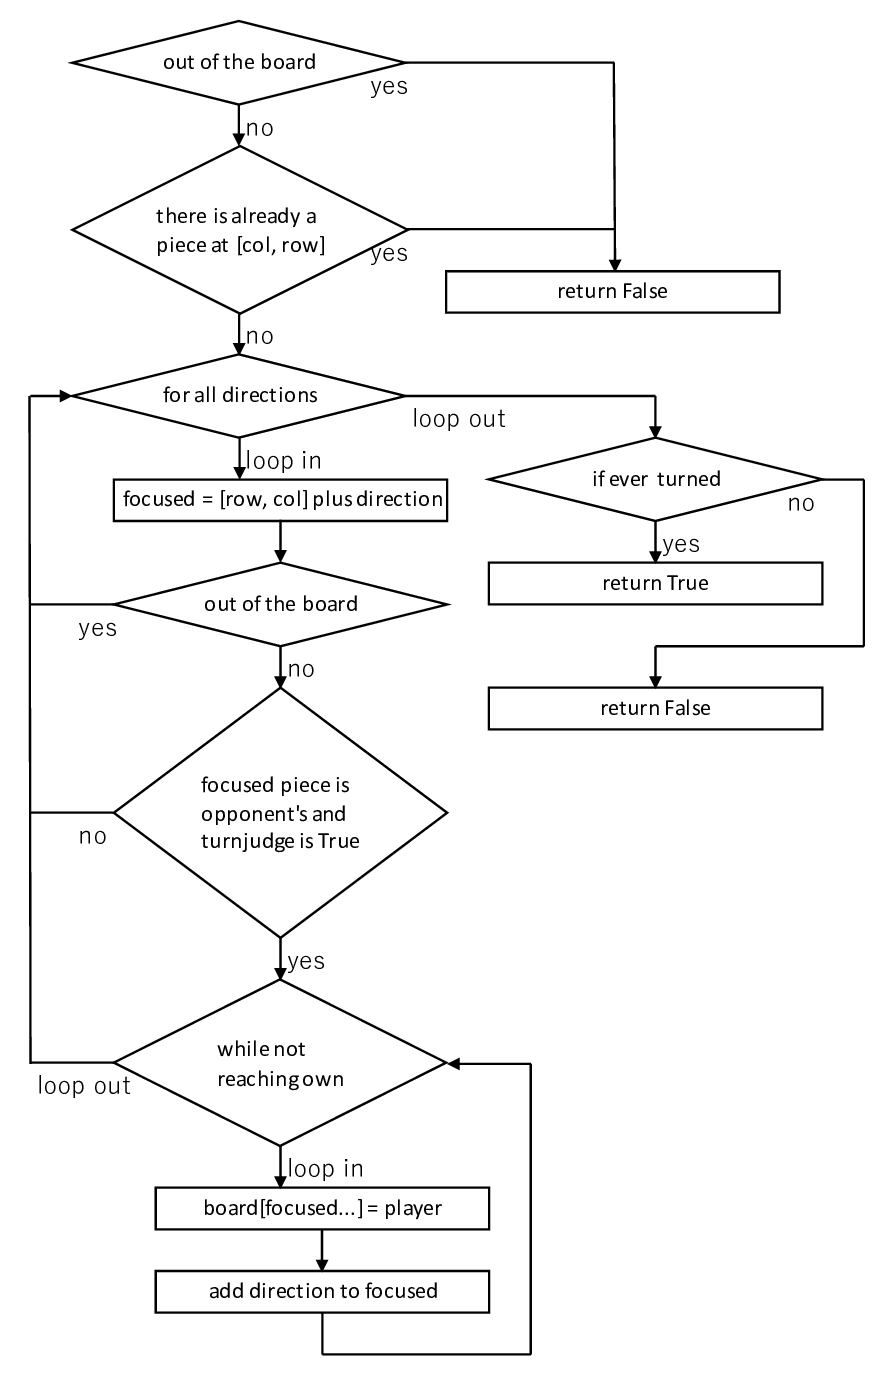 out of the board
yes
no
there is already a
piece at [col, row]
yes
return False
no
for all directions
loop out
loop in
if ever turned
no
focused = [row, col] plus direction
yes
return True
out of the board
yes
no
return False
focused piece is
opponent's and
turnjudge is True
no
yes
while not
reaching own
loop out
loop in
board[focused...] = player
add direction to focused